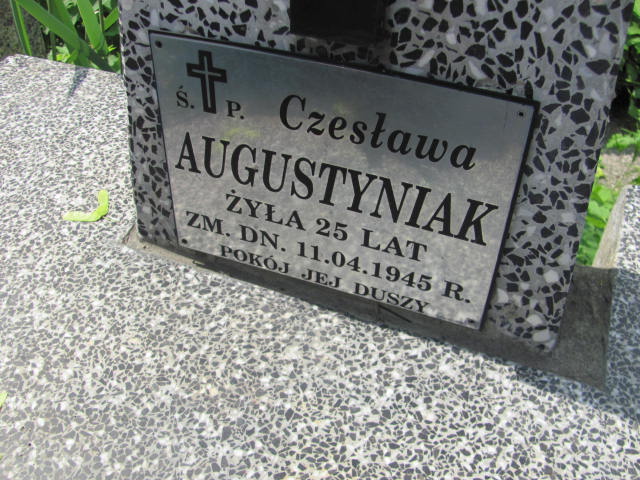 Ś. P. Czesława
AUGUSTYNIAK
ŻYŁA 25 LAT
ZM. DN. 11.04.1945 R.
POKÓJ JEJ DUSZY